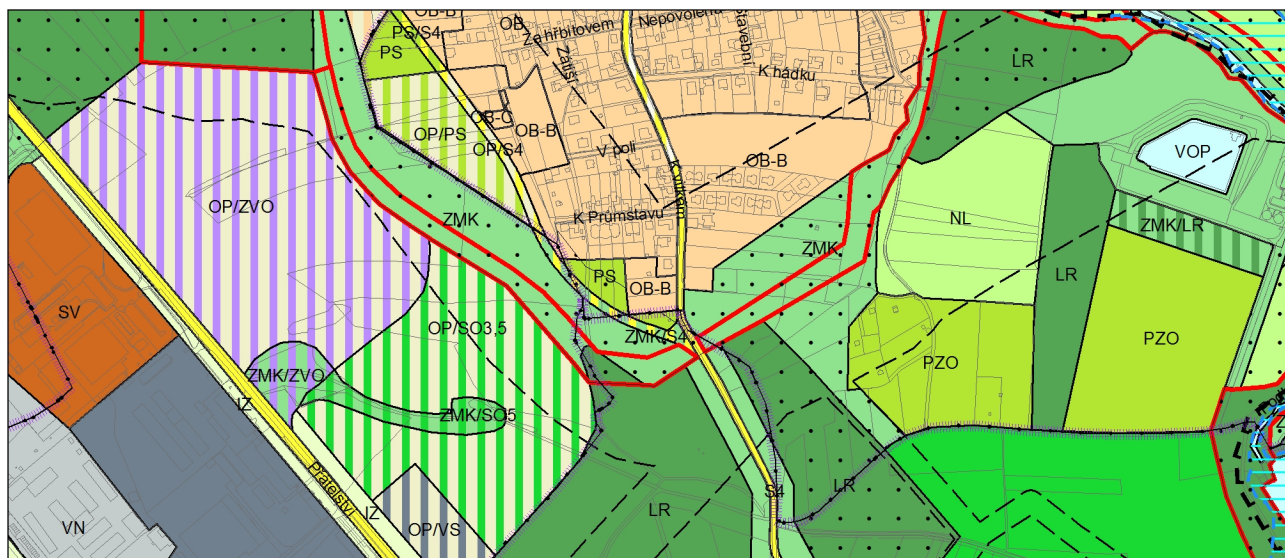 OB-B
OB-
Za hřbitovem
Nepovolená
Stavební
PS/S4
PS
Zátiší
K hádku
LR
OB-C
OB-B
OP/PS
OP/S4
V poli
OB-B
VOP
OP/ZVO
K vilkám
ZMK
K Průmstavu
NL
ZMK/LR
ZMK
PS
LR
OB-B
SV
OP/SO3,5
ZMK/S4
PZO
PZO
ZMK/ZVO
IZ
ZMK/SO5
Přátelství
S4
LR
IZ
LR
VN
OP/VS